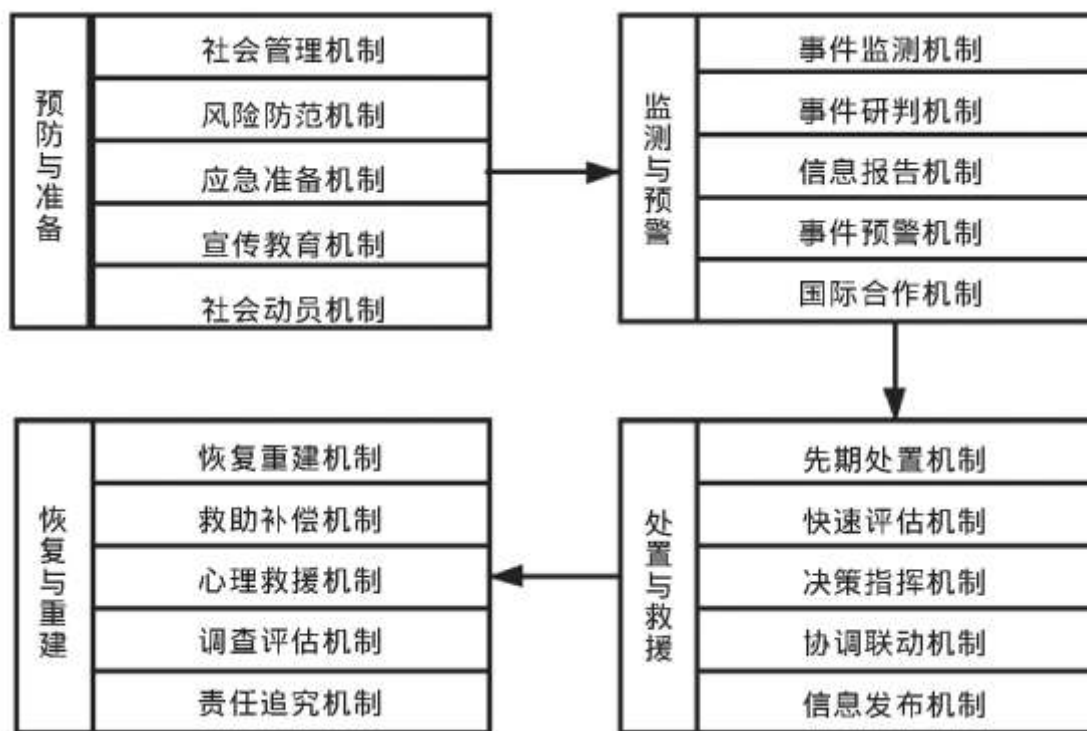 预防与准备
社会管理机制
风险防范机制
应急准备机制
宣传教育机制
社会动员机制
监测与预警
事件监测机制
事件研判机制
信息报告机制
事件预警机制
国际合作机制
处置与救援
先期处置机制
快速评估机制
决策指挥机制
协调联动机制
信息发布机制
恢复与重建
恢复重建机制
救助补偿机制
心理救援机制
调查评估机制
责任追究机制